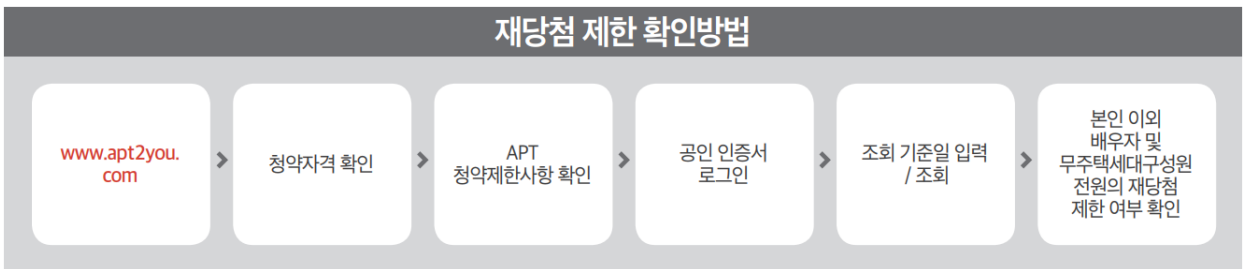 재당첨 제한 확인방법
www.apt2you.
com
청약자격 확인
APT
청약제한사항 확인
공인 인증서
로그인
조회 기준일 입력
/ 조회
본인 이외
배우자 및
무주택세대구성원
전원의 재당첨
제한 여부 확인